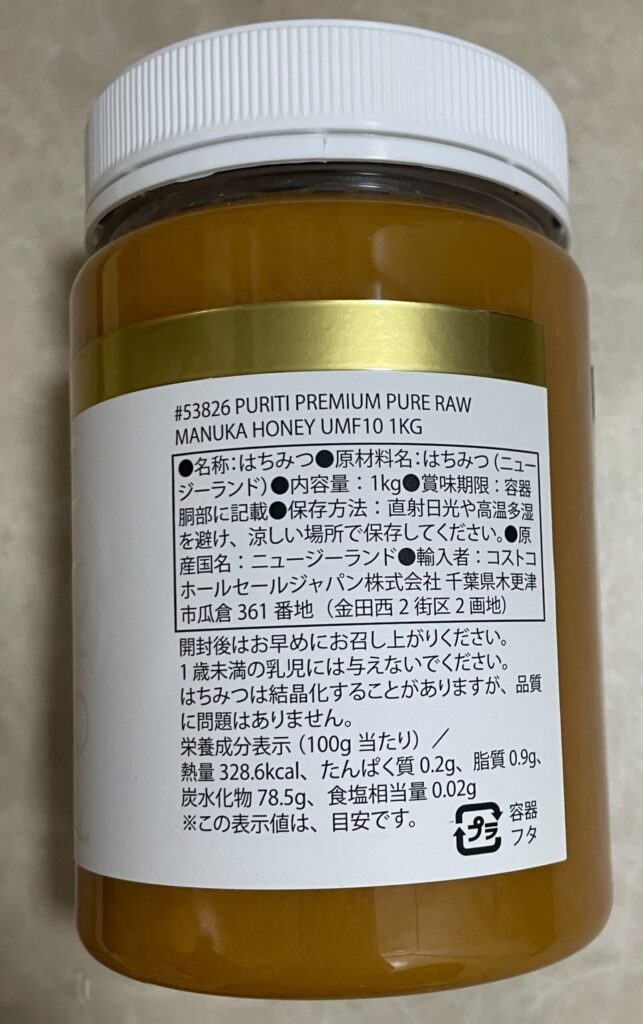 #53826 PURITI PREMIUM PURE RAW
MANUKA HONEY UMF10 1KG
●名称：はちみつ●原材料名：はちみつ（ニュー
ジーランド）●内容量：1kg●賞味期限：容器
胴部に記載●保存方法：直射日光や高温多湿
を避け、涼しい場所で保存してください。●原
産国名：ニュージーランド●輸入者：コストコ
ホールセールジャパン株式会社 千葉県木更津
市瓜倉 361 番地（金田西 2 街区 2 画地）
開封後はお早めにお召し上がりください。
1 歳未満の乳児には与えないでください。
はちみつは結晶化することがありますが、品質
に問題はありません。
栄養成分表示（100g 当たり）／
熱量 328.6kcal、たんぱく質 0.2g、脂質 0.9g、
炭水化物 78.5g、食塩相当量 0.02g
※この表示値は、目安です。
プラ
容器
フタ